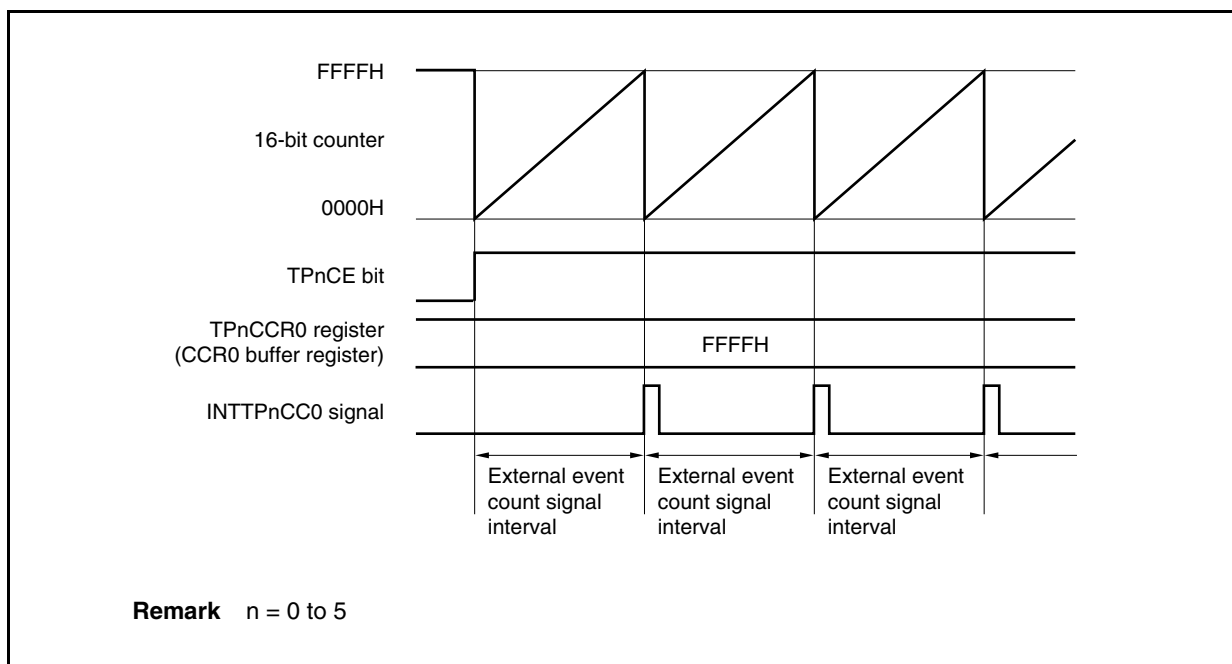 FFFFH
16-bit counter
0000H
TPnCE bit
TPnCCR0 register
(CCR0 buffer register)
FFFFH
INTTPnCC0 signal
External event
count signal
interval
External event
count signal
interval
External event
count signal
interval
Remark n = 0 to 5